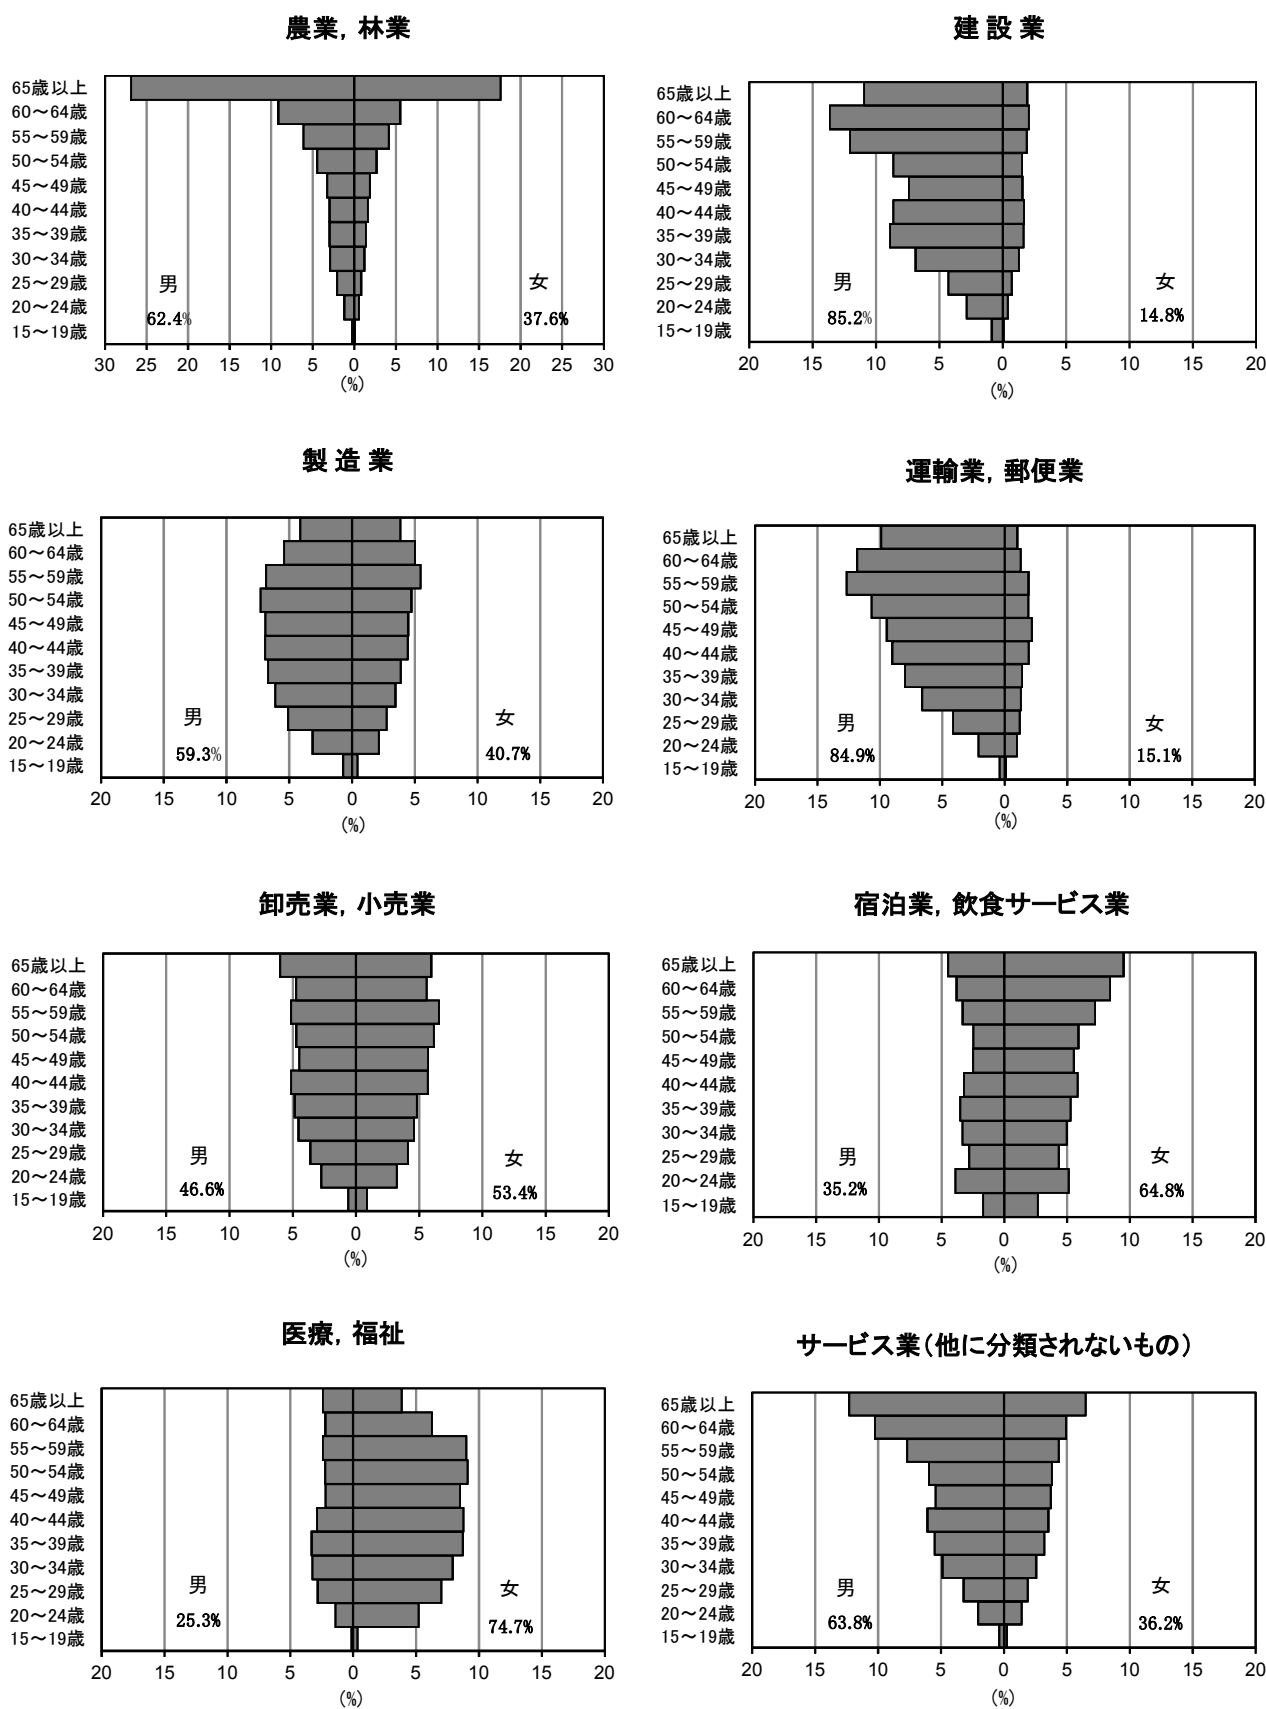 農業，林業
65歳以上
60～64歳
55～59歳
50～54歳
45～49歳
40～44歳
35～39歳
30～34歳
25～29歳
20～24歳
15～19歳
男
62.4%
女
37.6%
30 25 20 15 10 5 0 5 10 15 20 25 30
(%)
建 設 業
65歳以上
60～64歳
55～59歳
50～54歳
45～49歳
40～44歳
35～39歳
30～34歳
25～29歳
20～24歳
15～19歳
男
85.2%
女
14.8%
20 15 10 5 0 5 10 15 20
(%)
製 造 業
65歳以上
60～64歳
55～59歳
50～54歳
45～49歳
40～44歳
35～39歳
30～34歳
25～29歳
20～24歳
15～19歳
男
59.3%
女
40.7%
20 15 10 5 0 5 10 15 20
(%)
運輸業，郵便業
65歳以上
60～64歳
55～59歳
50～54歳
45～49歳
40～44歳
35～39歳
30～34歳
25～29歳
20～24歳
15～19歳
男
84.9%
女
15.1%
20 15 10 5 0 5 10 15 20
(%)
卸売業，小売業
65歳以上
60～64歳
55～59歳
50～54歳
45～49歳
40～44歳
35～39歳
30～34歳
25～29歳
20～24歳
15～19歳
男
46.6%
女
53.4%
20 15 10 5 0 5 10 15 20
(%)
宿泊業，飲食サービス業
65歳以上
60～64歳
55～59歳
50～54歳
45～49歳
40～44歳
35～39歳
30～34歳
25～29歳
20～24歳
15～19歳
男
35.2%
女
64.8%
20 15 10 5 0 5 10 15 20
(%)
医療，福祉
65歳以上
60～64歳
55～59歳
50～54歳
45～49歳
40～44歳
35～39歳
30～34歳
25～29歳
20～24歳
15～19歳
男
25.3%
女
74.7%
20 15 10 5 0 5 10 15 20
(%)
サービス業（他に分類されないもの）
65歳以上
60～64歳
55～59歳
50～54歳
45～49歳
40～44歳
35～39歳
30～34歳
25～29歳
20～24歳
15～19歳
男
63.8%
女
36.2%
20 15 10 5 0 5 10 15 20
(%)